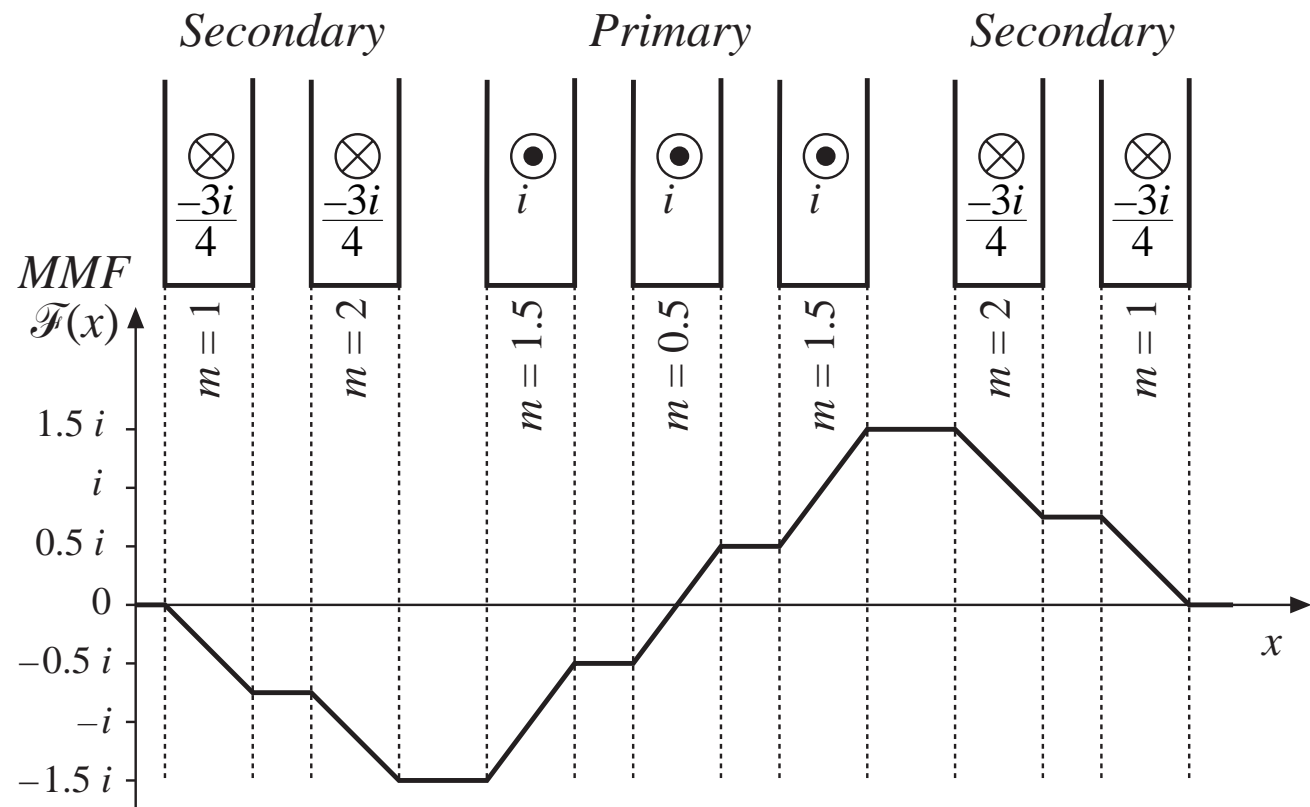 Secondary Primary Secondary
–3i/4 –3i/4 i i i –3i/4 –3i/4
MMF
ℱ(x)
m = 1 m = 2 m = 1.5 m = 0.5 m = 1.5 m = 2 m = 1
1.5 i
i
0.5 i
0
–0.5 i
–i
–1.5 i
x